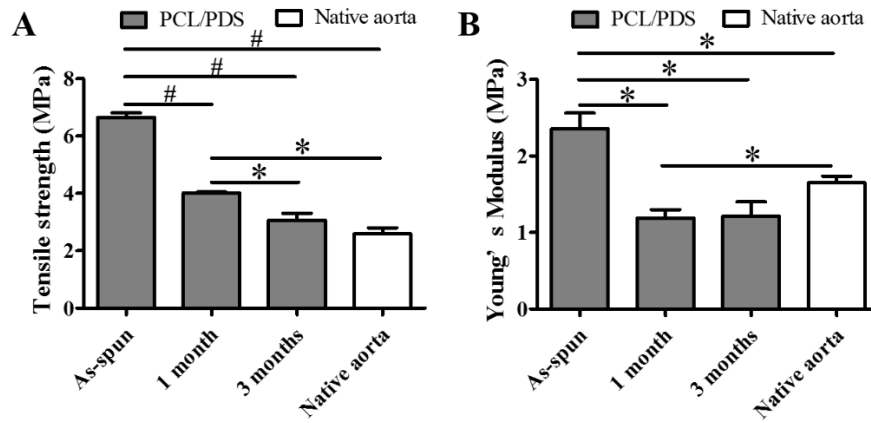 A
PCL/PDS
Native aorta
#
#
#
*
*
Tensile strength (MPa)
8
6
4
2
0
As-spun
1 month
3 months
Native aorta
B
PCL/PDS
Native aorta
*
*
*
*
Young's Modulus (MPa)
3
2
1
0
As-spun
1 month
3 months
Native aorta